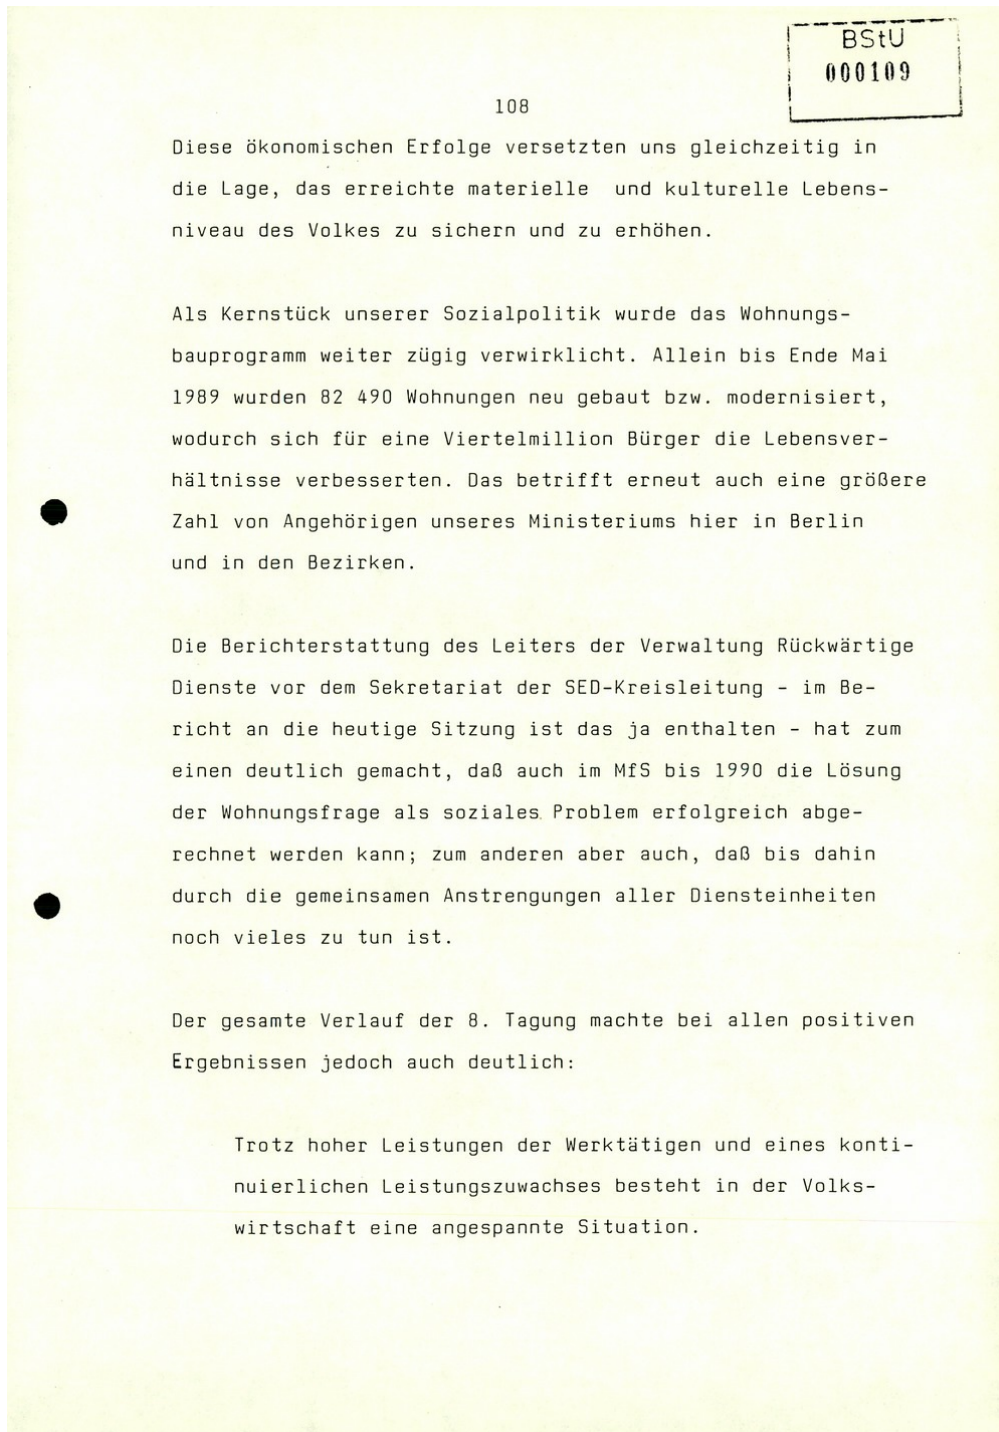 BStU
000109
108
Diese ökonomischen Erfolge versetzten uns gleichzeitig in
die Lage, das erreichte materielle  und kulturelle Lebens-
niveau des Volkes zu sichern und zu erhöhen.
Als Kernstück unserer Sozialpolitik wurde das Wohnungs-
bauprogramm weiter zügig verwirklicht. Allein bis Ende Mai
1989 wurden 82 490 Wohnungen neu gebaut bzw. modernisiert,
wodurch sich für eine Viertelmillion Bürger die Lebensver-
hältnisse verbesserten. Das betrifft erneut auch eine größere
Zahl von Angehörigen unseres Ministeriums hier in Berlin
und in den Bezirken.
Die Berichterstattung des Leiters der Verwaltung Rückwärtige
Dienste vor dem Sekretariat der SED-Kreisleitung - im Be-
richt an die heutige Sitzung ist das ja enthalten - hat zum
einen deutlich gemacht, daß auch im MfS bis 1990 die Lösung
der Wohnungsfrage als soziales Problem erfolgreich abge-
rechnet werden kann; zum anderen aber auch, daß bis dahin
durch die gemeinsamen Anstrengungen aller Diensteinheiten
noch vieles zu tun ist.
Der gesamte Verlauf der 8. Tagung machte bei allen positiven
Ergebnissen jedoch auch deutlich:
Trotz hoher Leistungen der Werktätigen und eines konti-
nuierlichen Leistungszuwachses besteht in der Volks-
wirtschaft eine angespannte Situation.